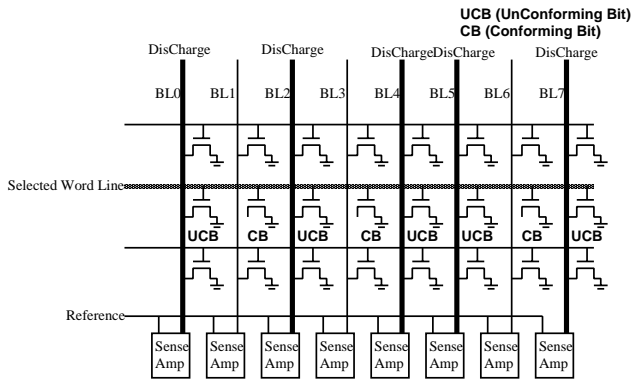 UCB (UnConforming Bit)
CB (Conforming Bit)
DisCharge DisCharge DisCharge DisCharge DisCharge
BL0 BL1 BL2 BL3 BL4 BL5 BL6 BL7
Selected Word Line
UCB CB UCB CB UCB UCB CB UCB
Reference
Sense Sense Sense Sense Sense Sense Sense Sense
Amp Amp Amp Amp Amp Amp Amp Amp